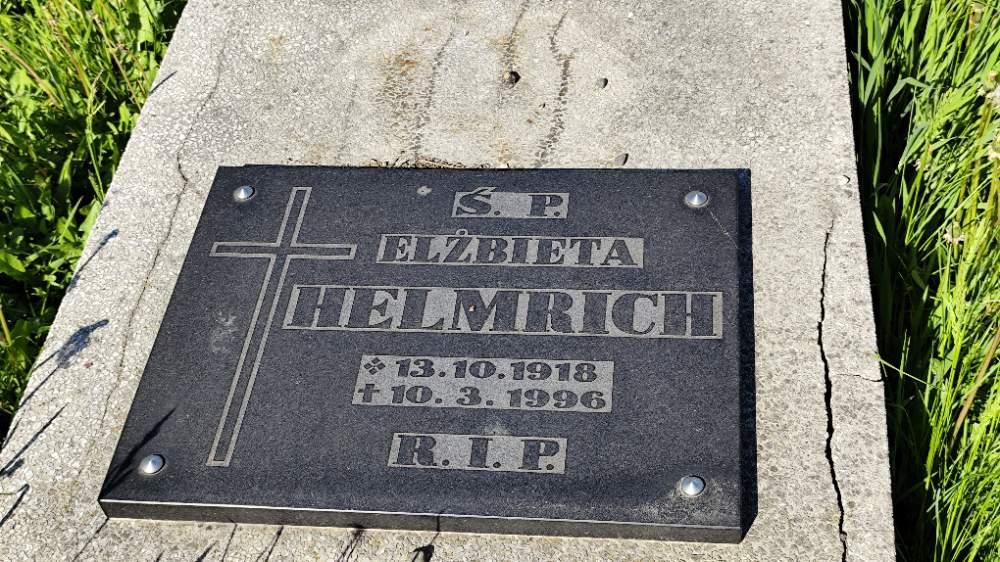 Ś. P.
ELŻBIETA
HELMRICH
❖ 13.10.1918
✝ 10. 3. 1996
R. I. P.